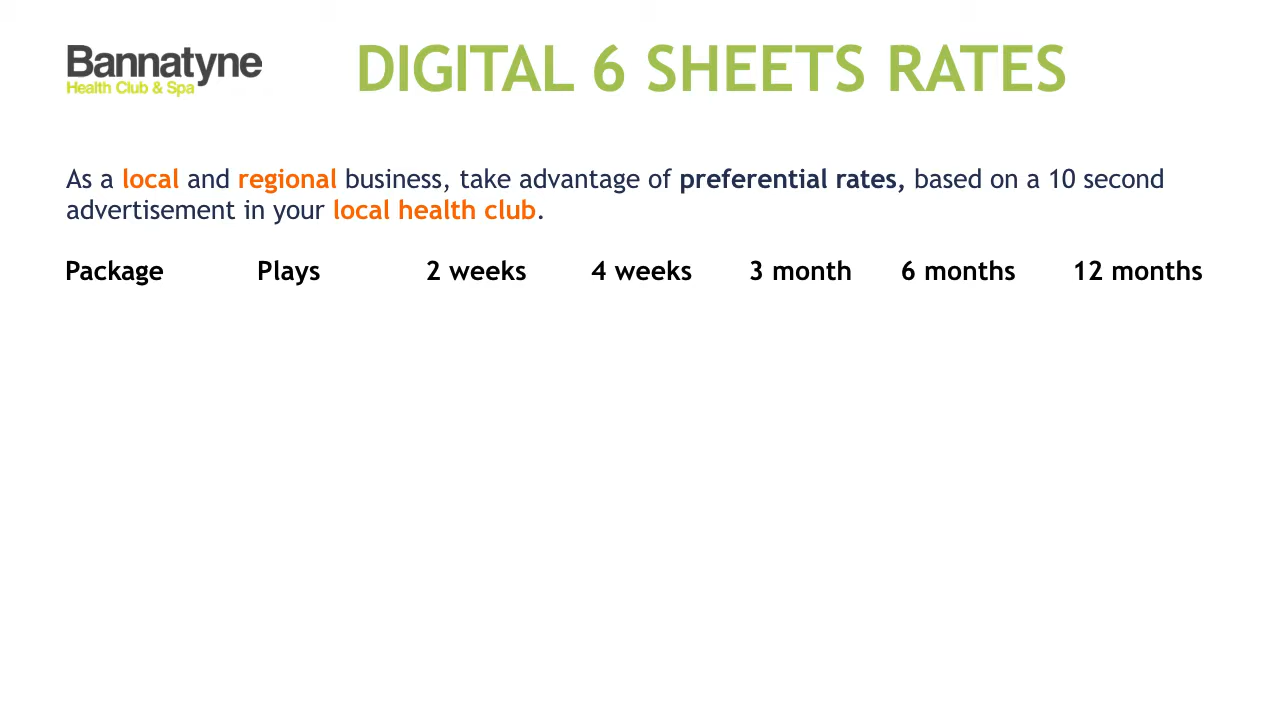 Bannatyne
Health Club & Spa
DIGITAL 6 SHEETS RATES
As a local and regional business, take advantage of preferential rates, based on a 10 second
advertisement in your local health club.
Package Plays 2 weeks 4 weeks 3 month 6 months 12 months